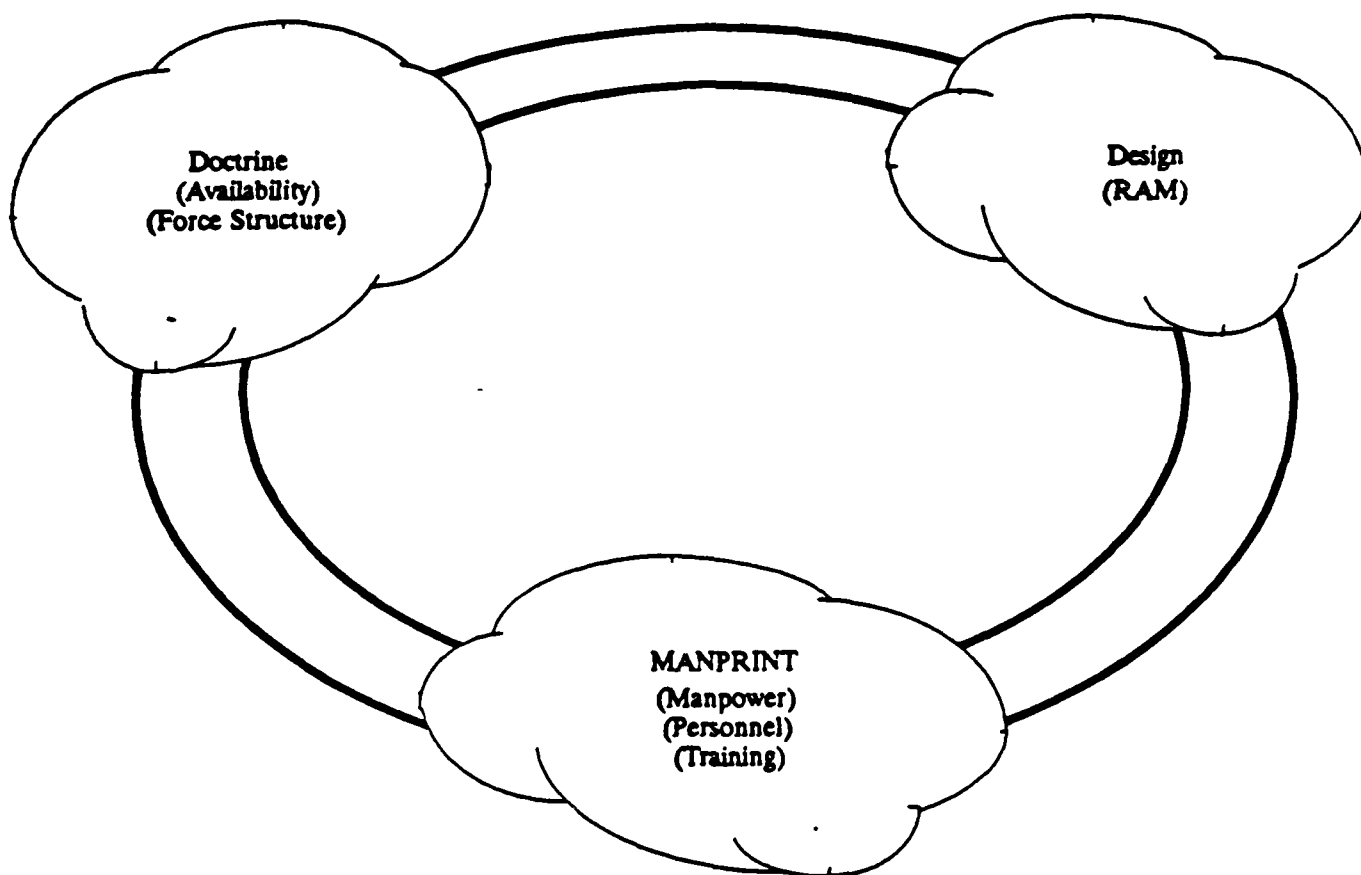 Doctrine
(Availability)
(Force Structure)
Design
(RAM)
MANPRINT
(Manpower)
(Personnel)
(Training)